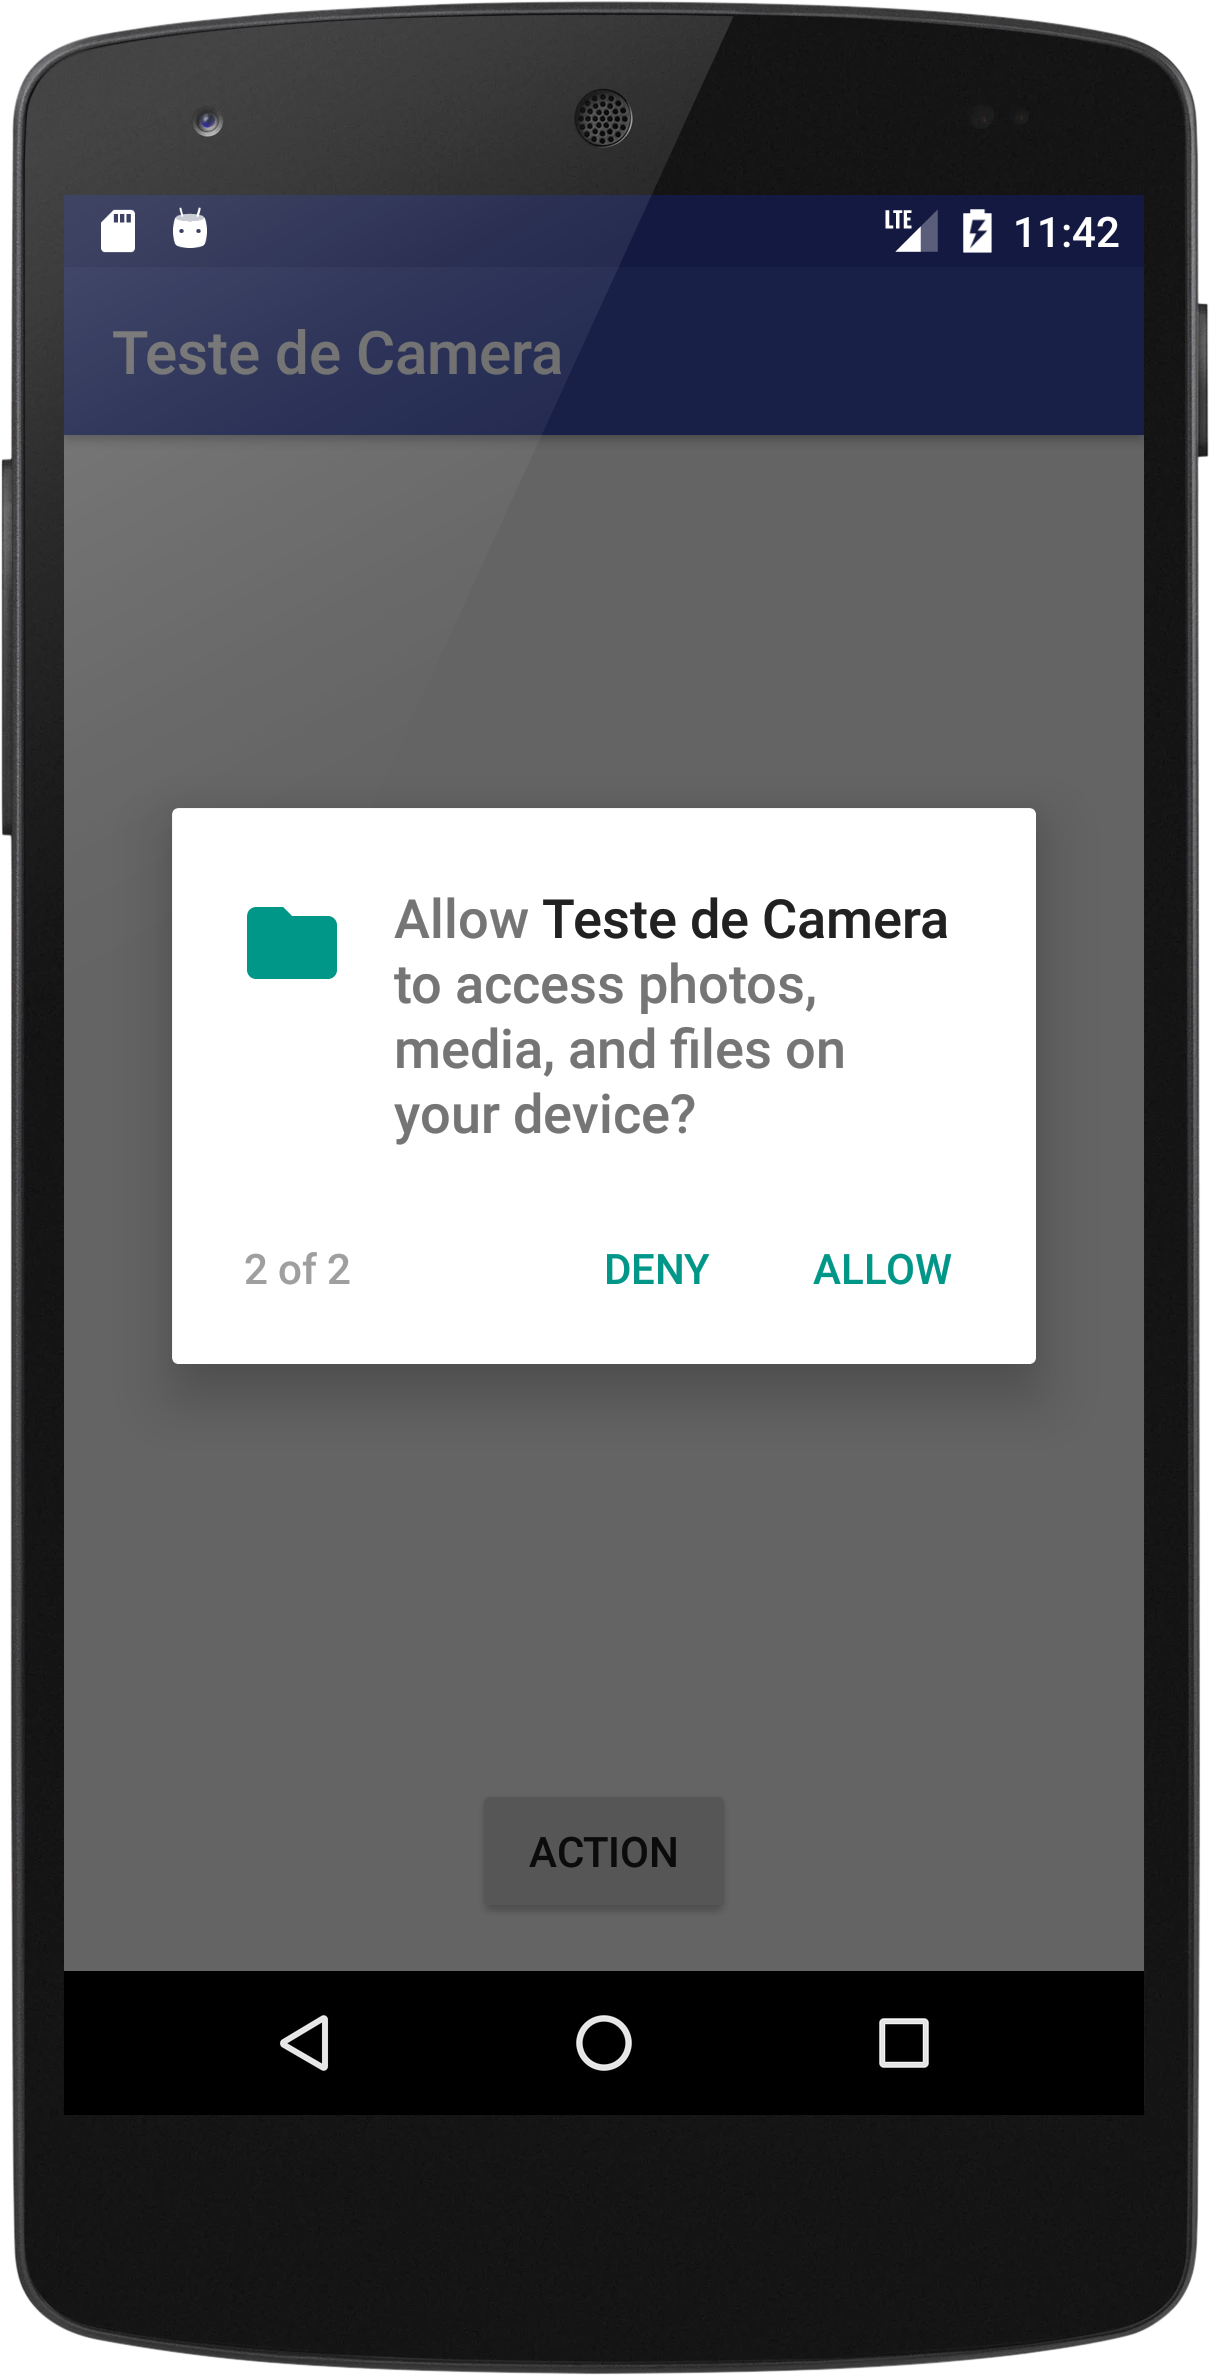 LTE 11:42
Teste de Camera
Allow Teste de Camera
to access photos,
media, and files on
your device?
2 of 2 DENY ALLOW
ACTION